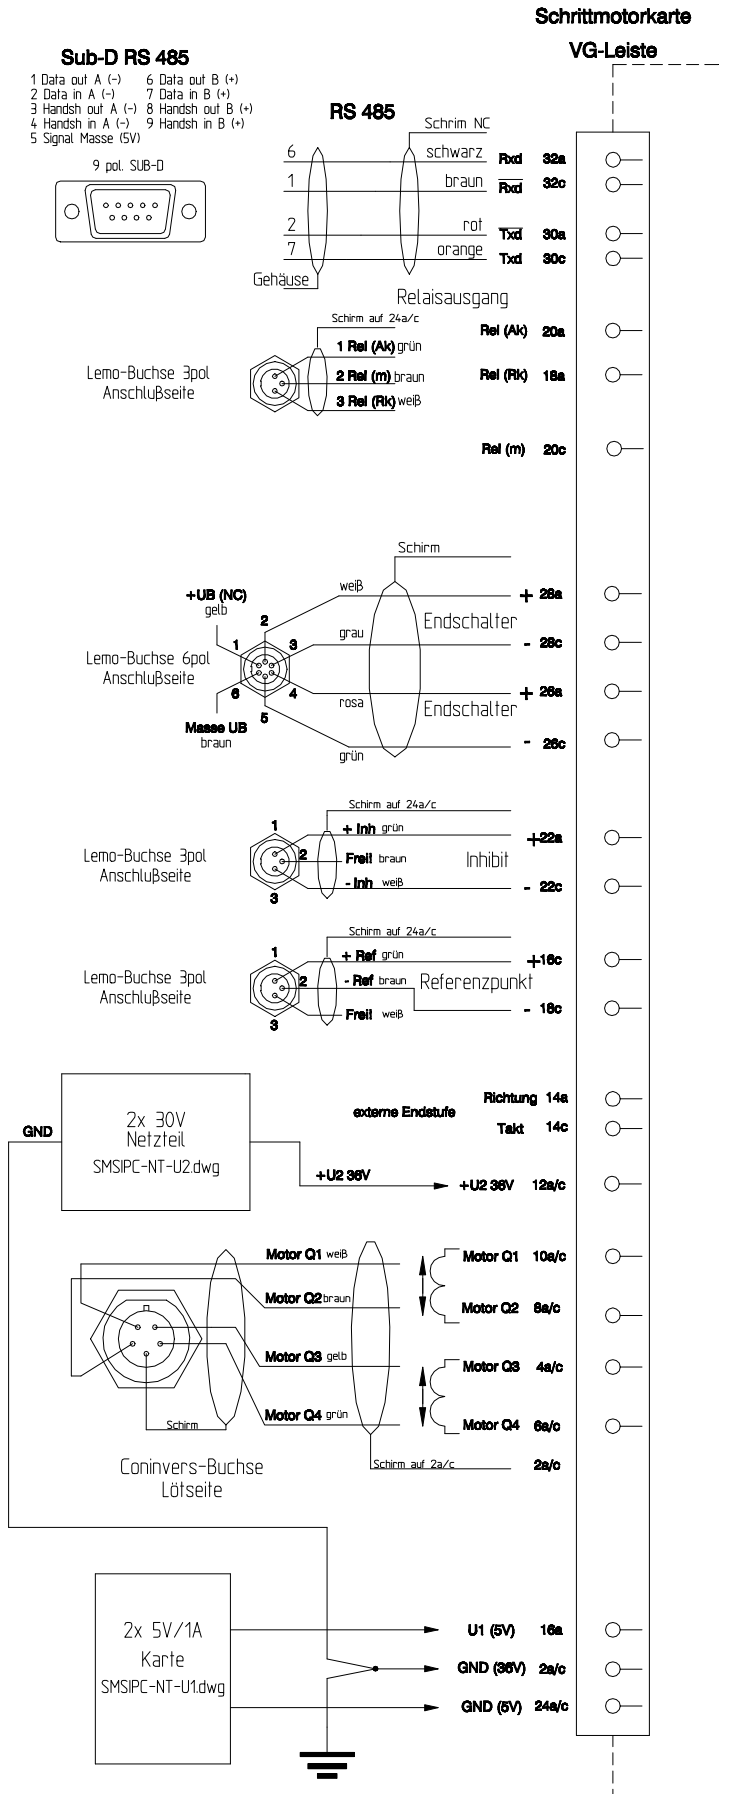 Schrittmotorkarte
VG-Leiste
Sub-D RS 485
1 Data out A (-) 6 Data out B (+)
2 Data in A (-) 7 Data in B (+)
3 Handsh out A (-) 8 Handsh out B (+)
4 Handsh in A (-) 9 Handsh in B (+)
5 Signal Masse (5V)
9 pol. SUB-D
RS 485
Schrim NC
6 schwarz Rxd 32a
1 braun Rxd 32c
2 rot Txd 30a
7 orange Txd 30c
Gehäuse
Relaisausgang
Schirm auf 24a/c
1 Rel (Ak) grün
2 Rel (m) braun
3 Rel (Rk) weiß
Lemo-Buchse 3pol
Anschlußseite
Rel (Ak) 20a
Rel (Rk) 18a
Rel (m) 20c
Schirm
+UB (NC)
gelb
weiß
+ 28a
Endschalter
grau
- 28c
1 2 3
Lemo-Buchse 6pol
Anschlußseite
6 5 4
rosa
+ 26a
Endschalter
Masse UB
braun
grün
- 26c
Schirm auf 24a/c
1 + Inh grün +22a
2 Frei! braun Inhibit
3 - Inh weiß - 22c
Lemo-Buchse 3pol
Anschlußseite
Schirm auf 24a/c
1 + Ref grün +16c
2 - Ref braun Referenzpunkt
3 Frei! weiß - 18c
Lemo-Buchse 3pol
Anschlußseite
GND
2x 30V
Netzteil
SMSIPC-NT-U2.dwg
externe Endstufe
Richtung 14a
Takt 14c
+U2 36V +U2 36V 12a/c
Motor Q1 weiß Motor Q1 10a/c
Motor Q2 braun Motor Q2 8a/c
Motor Q3 gelb Motor Q3 4a/c
Motor Q4 grün Motor Q4 6a/c
Schirm
Schirm auf 2a/c 2a/c
Coninvers-Buchse
Lötseite
2x 5V/1A
Karte
SMSIPC-NT-U1.dwg
U1 (5V) 16a
GND (36V) 2a/c
GND (5V) 24a/c